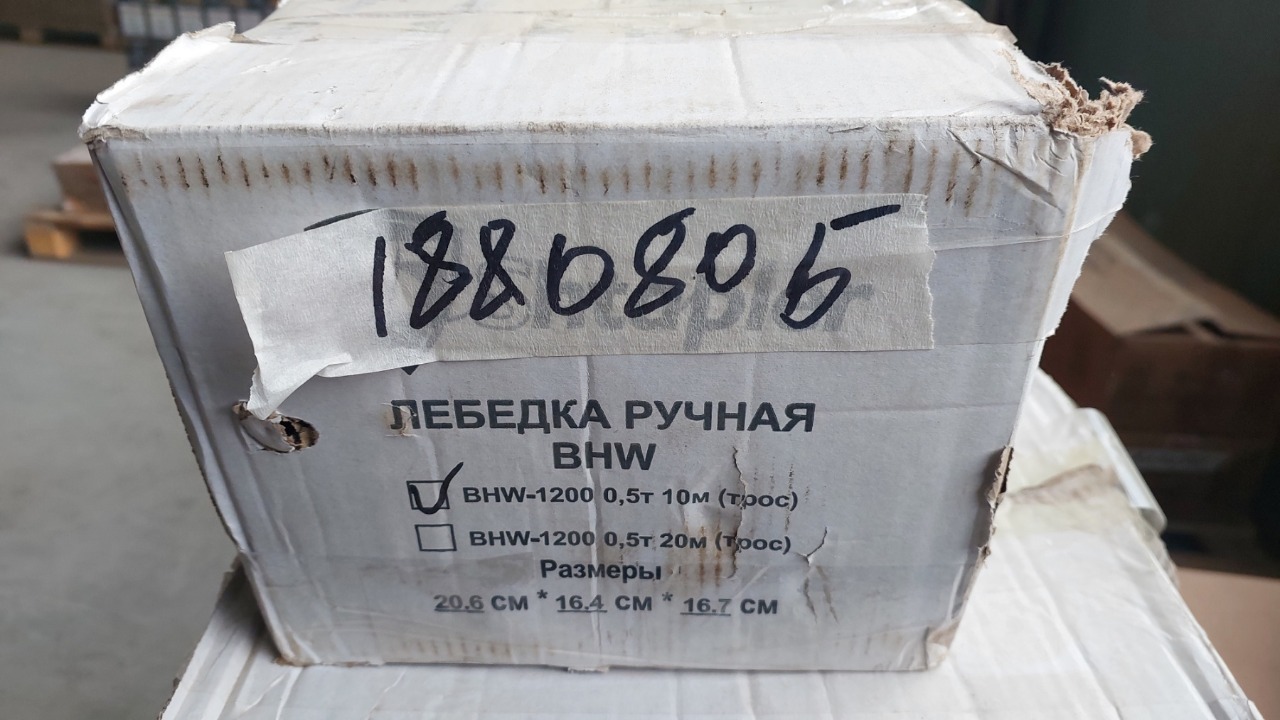 1880805
ЛЕБЕДКА РУЧНАЯ
BHW
BHW-1200 0,5т 10м (трос)
BHW-1200 0,5т 20м (трос)
Размеры
20.6 СМ * 16.4 СМ * 16.7 СМ